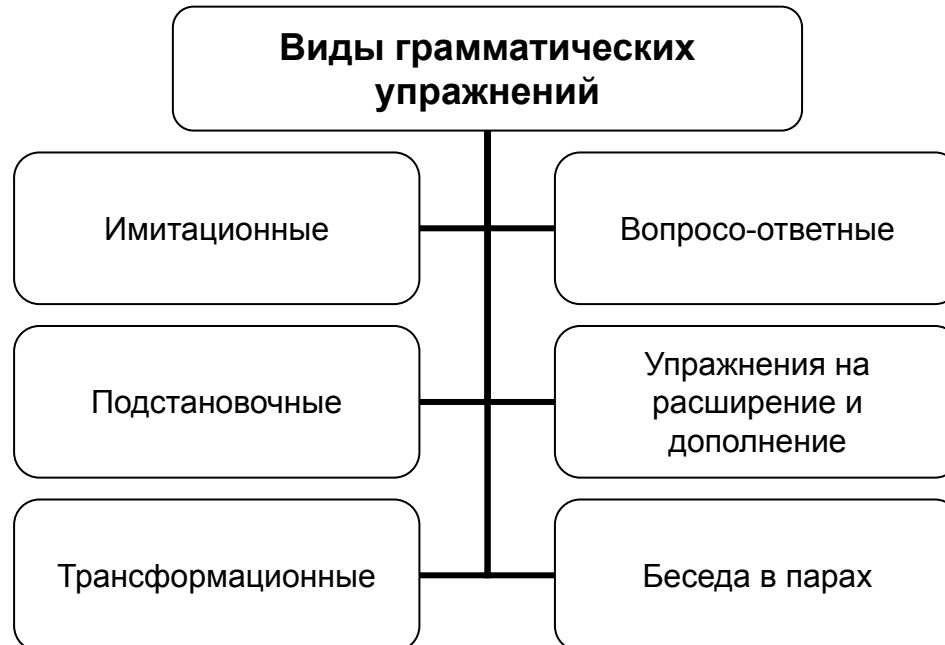 Виды грамматических
упражнений
Имитационные
Вопросо-ответные
Подстановочные
Упражнения на
расширение и
дополнение
Трансформационные
Беседа в парах